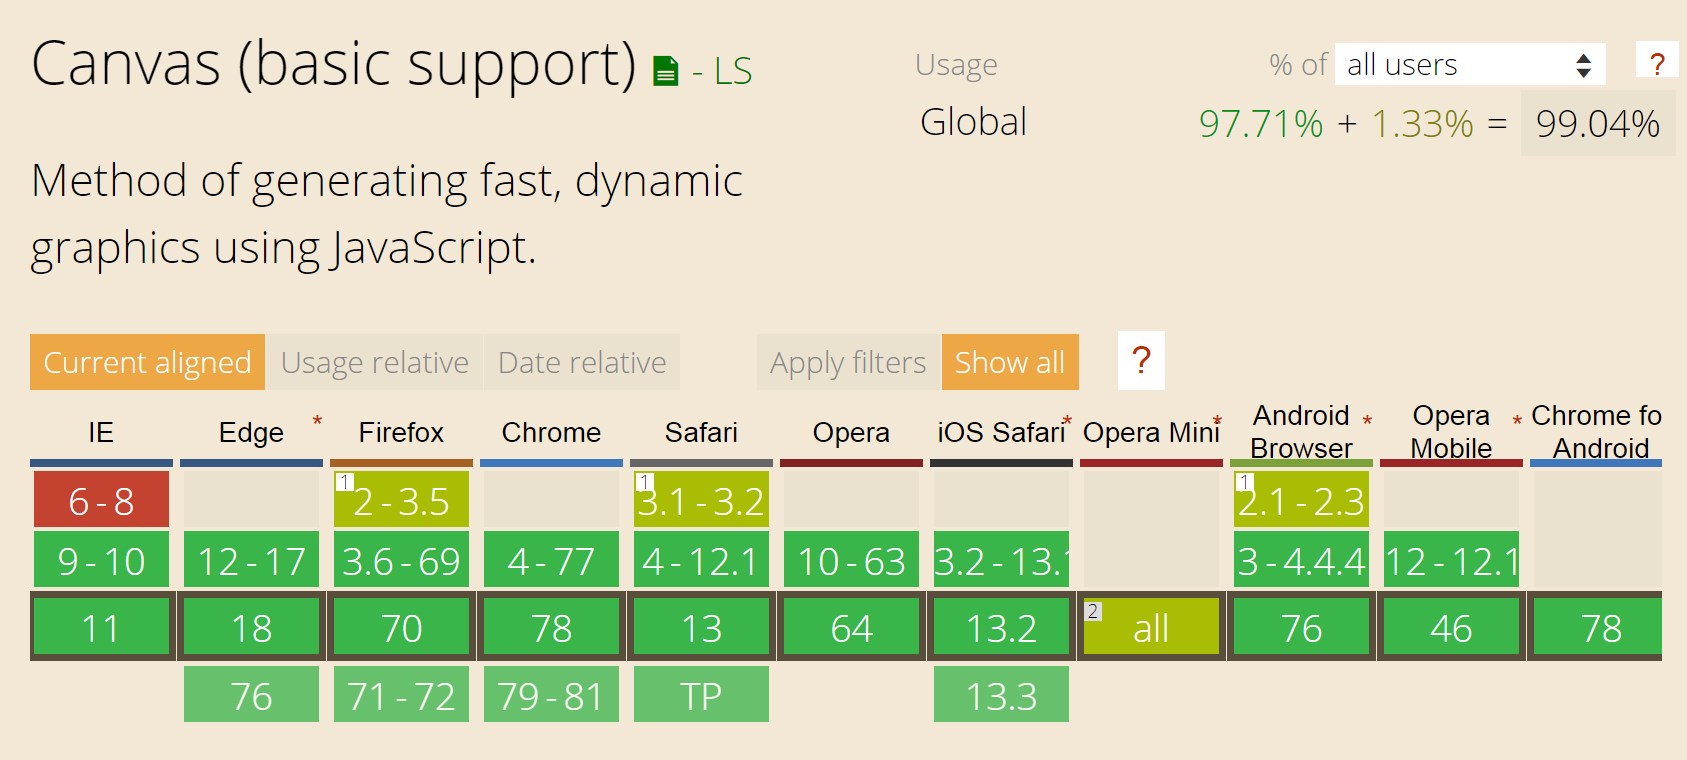 Canvas (basic support) - LS
Usage % of all users ?
Global 97.71% + 1.33% = 99.04%
Method of generating fast, dynamic
graphics using JavaScript.
Current aligned Usage relative Date relative Apply filters Show all ?
IE Edge * Firefox Chrome Safari Opera iOS Safari * Opera Mini * Android Browser * Opera Mobile * Chrome fo Android
6 - 8 1 2 - 3.5 1 3.1 - 3.2 1 2.1 - 2.3
9 - 10 12 - 17 3.6 - 69 4 - 77 4 - 12.1 10 - 63 3.2 - 13.1 3 - 4.4.4 12 - 12.1
11 18 70 78 13 64 13.2 2 all 76 46 78
76 71 - 72 79 - 81 TP 13.3